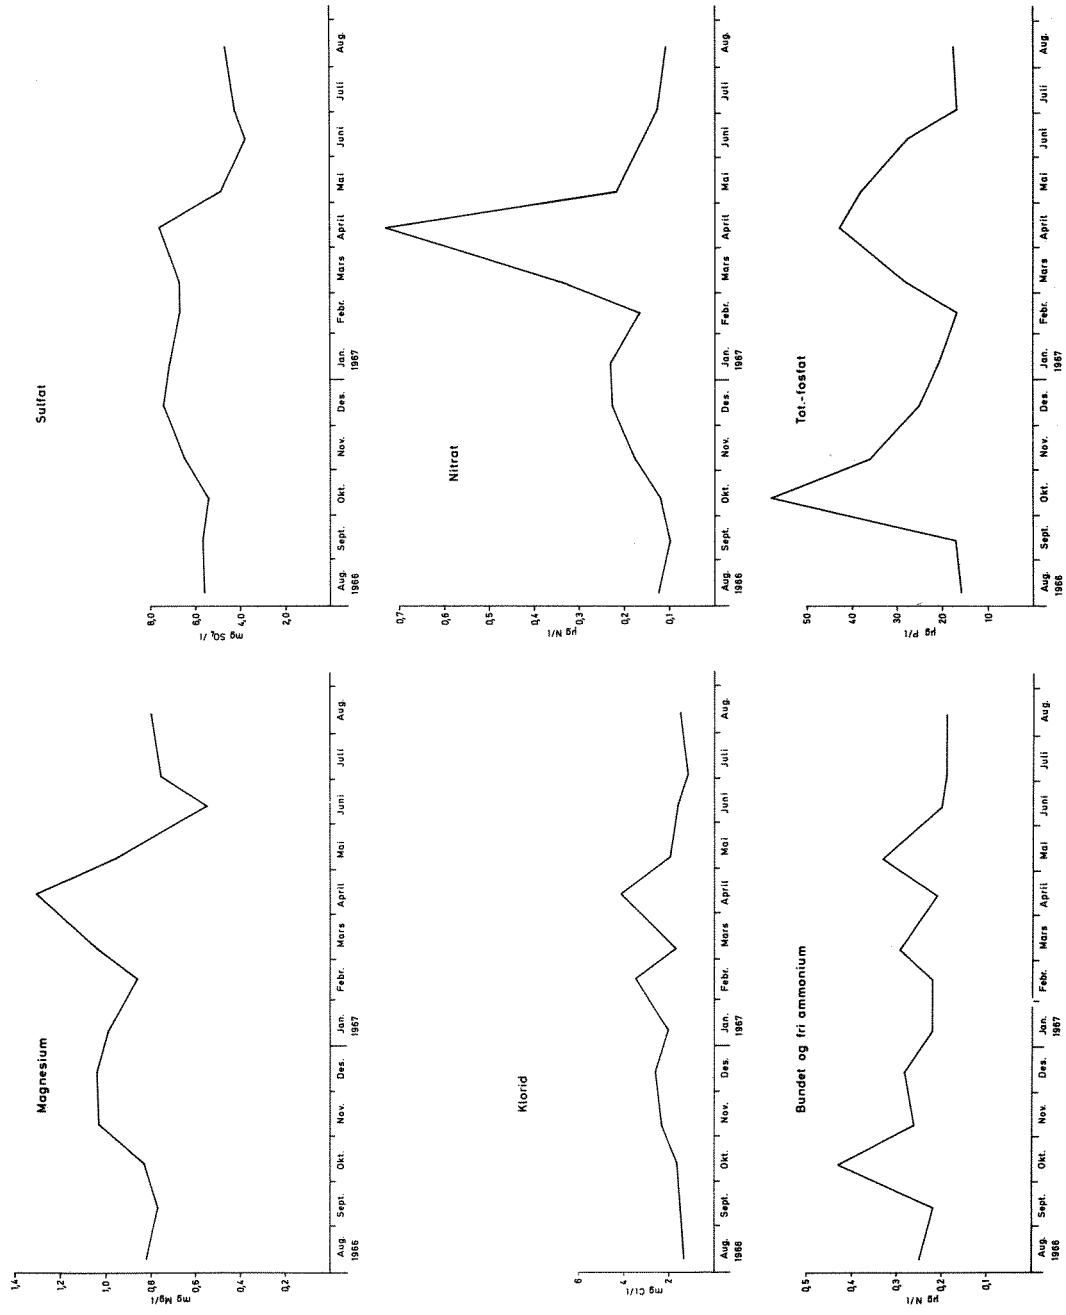 Magnesium
1,4
1,2
1,0
0,8
0,6
0,4
0,2
mg Mg/l
Aug. Sept. Okt. Nov. Des. Jan. Febr. Mars April Mai Juni Juli Aug.
1966 1967
Sulfat
8,0
6,0
4,0
2,0
mg SO₄/l
Aug. Sept. Okt. Nov. Des. Jan. Febr. Mars April Mai Juni Juli Aug.
1966 1967
Klorid
6
4
2
mg Cl/l
Aug. Sept. Okt. Nov. Des. Jan. Febr. Mars April Mai Juni Juli Aug.
1966 1967
Nitrat
0,7
0,6
0,5
0,4
0,3
0,2
0,1
µg N/l
Aug. Sept. Okt. Nov. Des. Jan. Febr. Mars April Mai Juni Juli Aug.
1966 1967
Bundet og fri ammonium
0,5
0,4
0,3
0,2
0,1
µg N/l
Aug. Sept. Okt. Nov. Des. Jan. Febr. Mars April Mai Juni Juli Aug.
1966 1967
Tot.-fosfat
50
40
30
20
10
µg P/l
Aug. Sept. Okt. Nov. Des. Jan. Febr. Mars April Mai Juni Juli Aug.
1966 1967